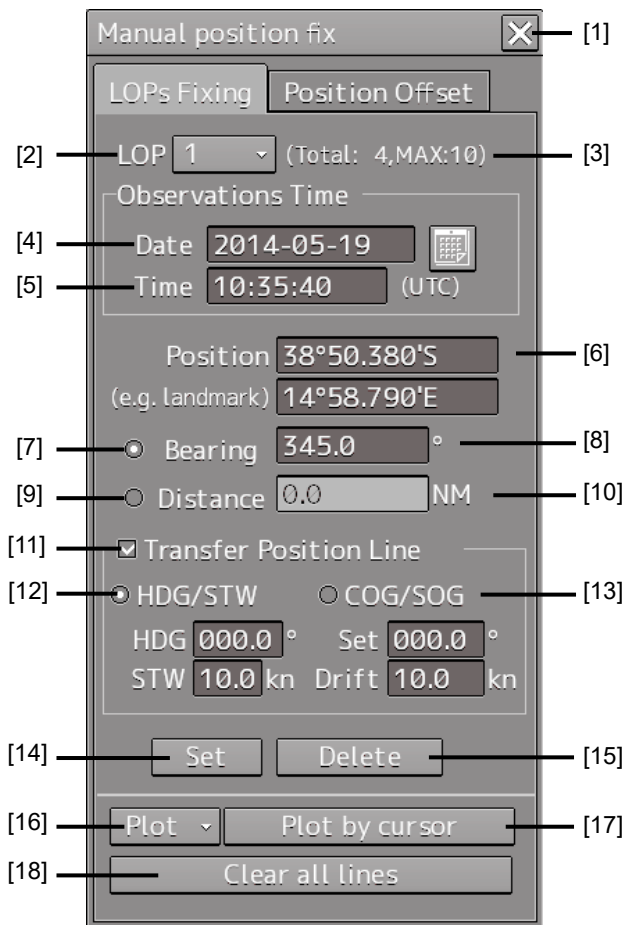 Manual position fix [1]
LOPs Fixing Position Offset
[2] LOP 1 (Total: 4,MAX:10) [3]
Observations Time
[4] Date 2014-05-19
[5] Time 10:35:40 (UTC)
Position 38°50.380'S [6]
(e.g. landmark) 14°58.790'E
[7] Bearing 345.0 ° [8]
[9] Distance 0.0 NM [10]
[11] Transfer Position Line
[12] HDG/STW COG/SOG [13]
HDG 000.0 ° Set 000.0 °
STW 10.0 kn Drift 10.0 kn
[14] Set Delete [15]
[16] Plot Plot by cursor [17]
[18] Clear all lines